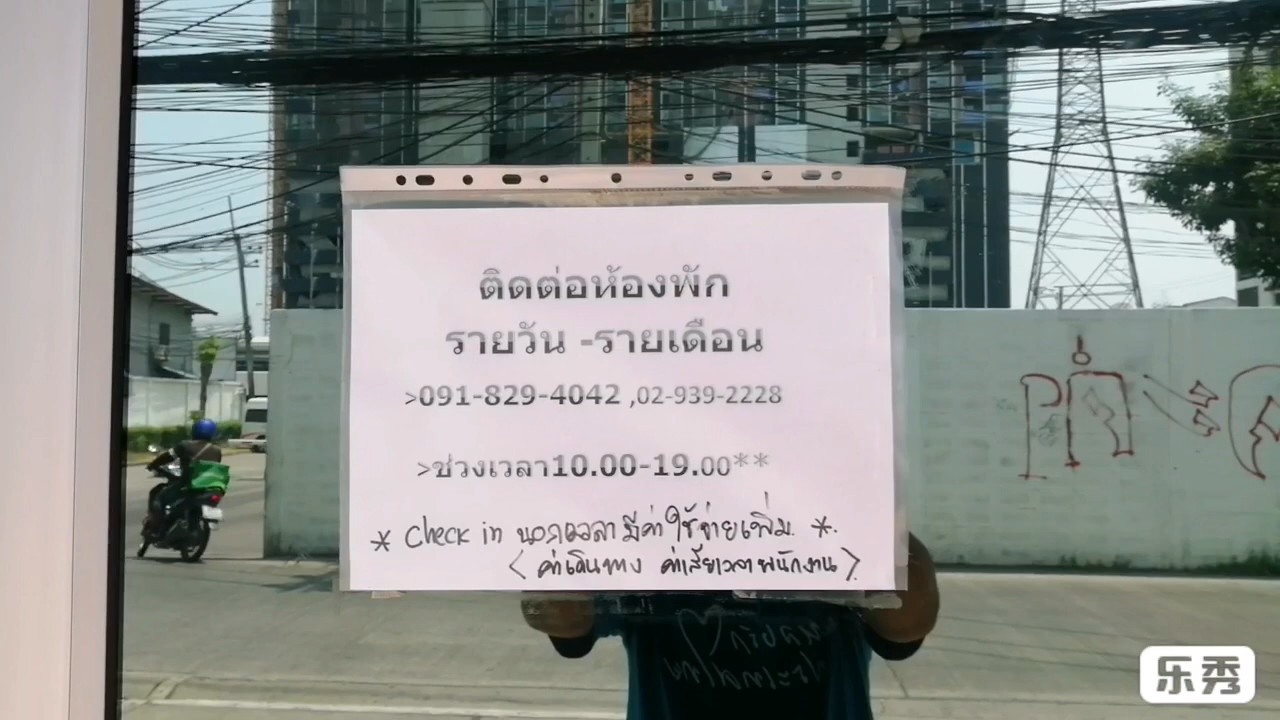 ติดต่อห้องพัก
รายวัน -รายเดือน
>091-829-4042 ,02-939-2228
>ช่วงเวลา10.00-19.00**
* Check in นอกเวลา มีค่าใช้จ่ายเพิ่ม. *.
< ค่าเดินทาง ค่าเสียเวลาพนักงาน >
乐秀